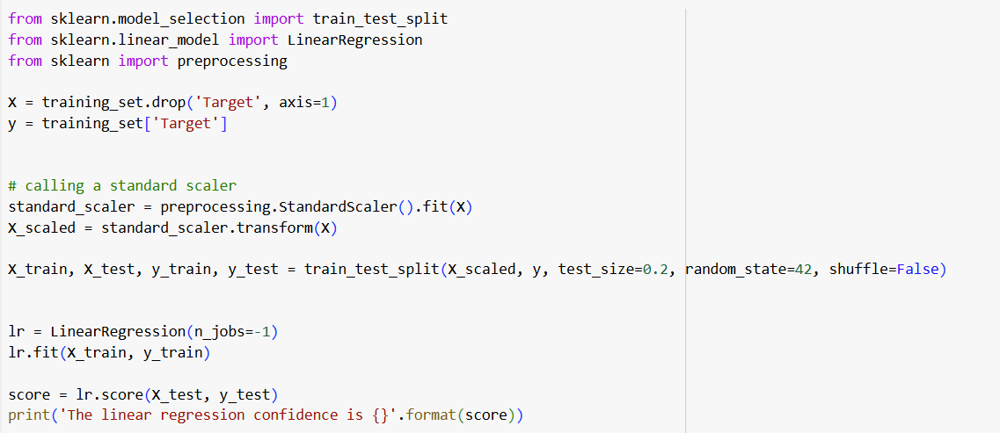 from sklearn.model_selection import train_test_split
from sklearn.linear_model import LinearRegression
from sklearn import preprocessing
X = training_set.drop('Target', axis=1)
y = training_set['Target']
# calling a standard scaler
standard_scaler = preprocessing.StandardScaler().fit(X)
X_scaled = standard_scaler.transform(X)
X_train, X_test, y_train, y_test = train_test_split(X_scaled, y, test_size=0.2, random_state=42, shuffle=False)
lr = LinearRegression(n_jobs=-1)
lr.fit(X_train, y_train)
score = lr.score(X_test, y_test)
print('The linear regression confidence is {}'.format(score))